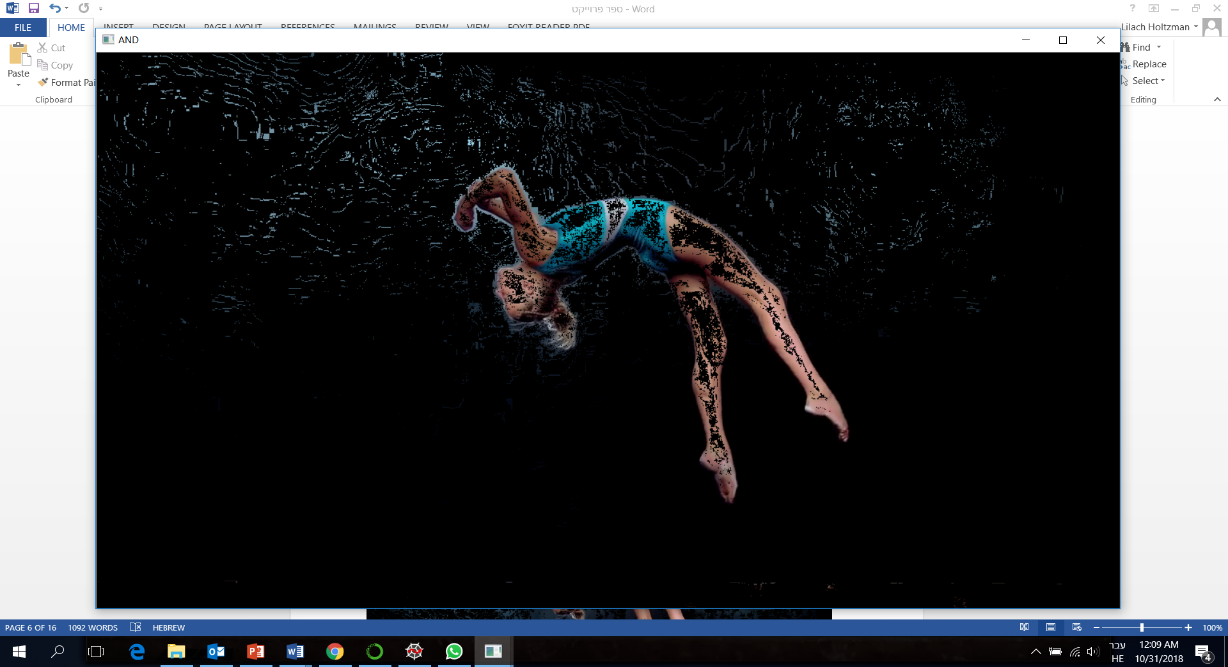 ספר פרוייקט - Word
FILE HOME INSERT DESIGN PAGE LAYOUT REFERENCES MAILINGS REVIEW VIEW FOXIT READER PDF
Lilach Holtzman
AND
Paste
Cut
Copy
Format Pai
Clipboard
Find
Replace
Select
Editing
PAGE 6 OF 16 1092 WORDS HEBREW
100%
עבר
HE
12:09 AM
10/31/2018
4